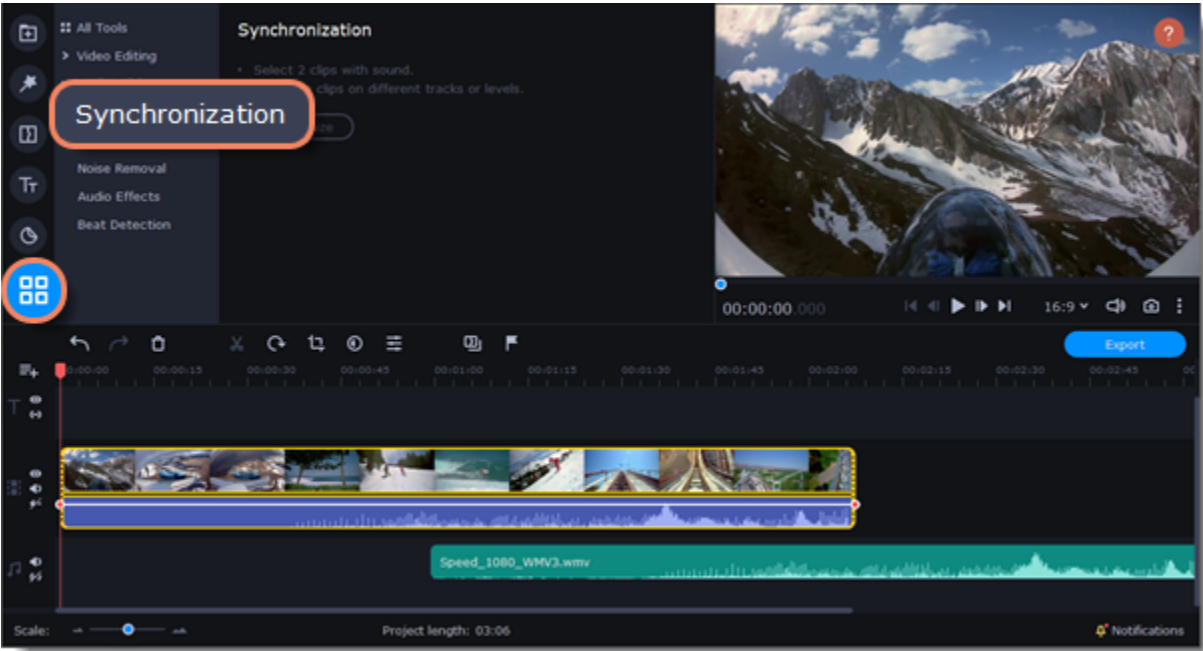 All Tools
Video Editing
Synchronization
Noise Removal
Audio Effects
Beat Detection
Synchronization
• Select 2 clips with sound.
clips on different tracks or levels.
?
00:00:00.000
16:9
Export
00:00:15
00:00:30
00:00:45
00:01:00
00:01:15
00:01:30
00:01:45
00:02:00
00:02:15
00:02:30
00:02:45
Speed_1080_WMV3.wmv
Scale:
Project length: 03:06
Notifications